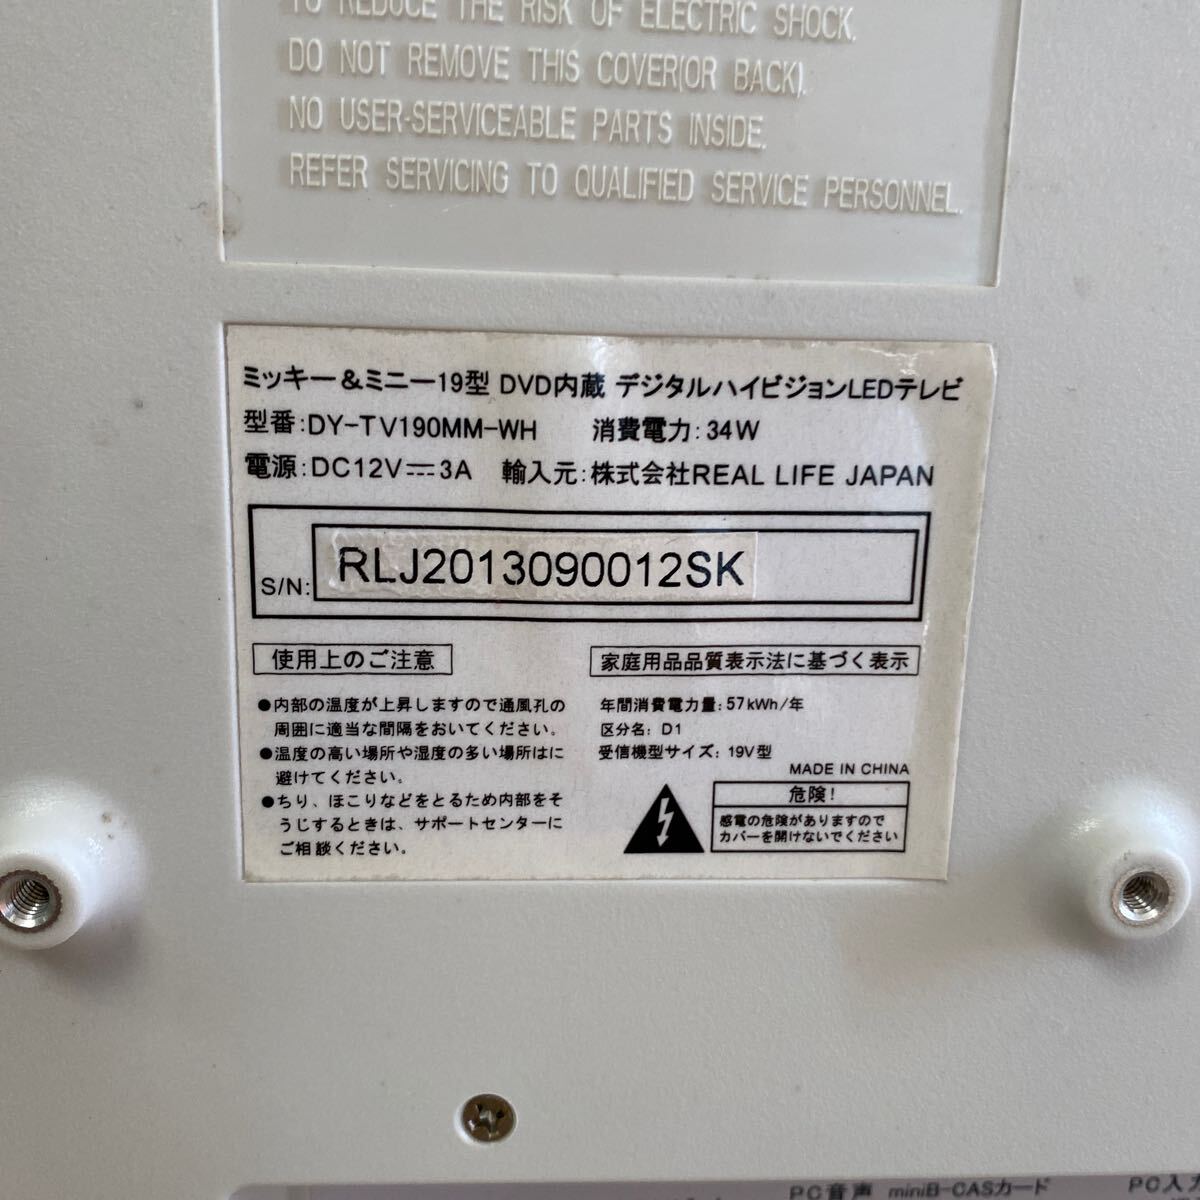 TO REDUCE THE RISK OF ELECTRIC SHOCK.
DO NOT REMOVE THIS COVER(OR BACK).
NO USER-SERVICEABLE PARTS INSIDE.
REFER SERVICING TO QUALIFIED SERVICE PERSONNEL.
ミッキー&ミニー19型 DVD内蔵 デジタルハイビジョンLEDテレビ
型番:DY-TV190MM-WH 消費電力:34W
電源:DC12V⎓3A 輸入元:株式会社REAL LIFE JAPAN
S/N: RLJ2013090012SK
使用上のご注意
●内部の温度が上昇しますので通風孔の
周囲に適当な間隔をおいてください。
●温度の高い場所や湿度の多い場所はに
避けてください。
●ちり、ほこりなどをとるため内部をそ
うじするときは、サポートセンターに
ご相談ください。
家庭用品品質表示法に基づく表示
年間消費電力量:57kWh/年
区分名: D1
受信機型サイズ: 19V型
MADE IN CHINA
危険!
感電の危険がありますので
カバーを開けないでください
PC音声 miniB-CASカード PC入力